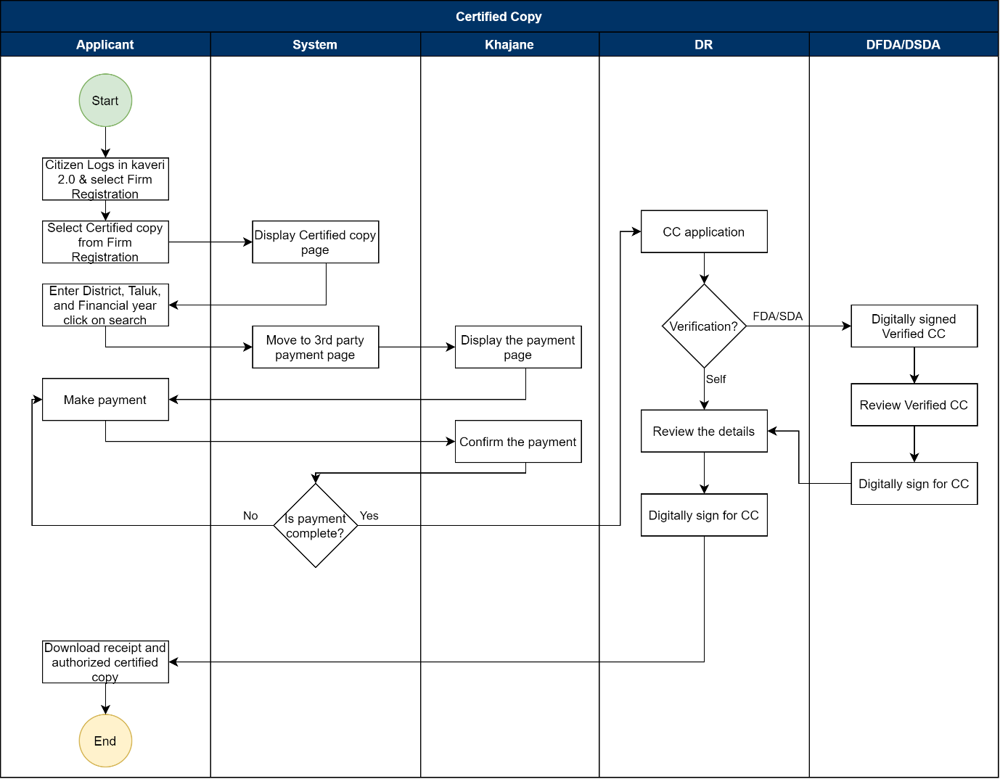 Certified Copy
Applicant
System
Khajane
DR
DFDA/DSDA
Start
Citizen Logs in kaveri
2.0 & select Firm
Registration
Select Certified copy
from Firm
Registration
Display Certified copy
page
CC application
Enter District, Taluk,
and Financial year
click on search
Verification?
FDA/SDA
Digitally signed
Verified CC
Move to 3rd party
payment page
Display the payment
page
Self
Make payment
Review Verified CC
Confirm the payment
Review the details
Digitally sign for CC
No
Is payment
complete?
Yes
Digitally sign for CC
Download receipt and
authorized certified
copy
End